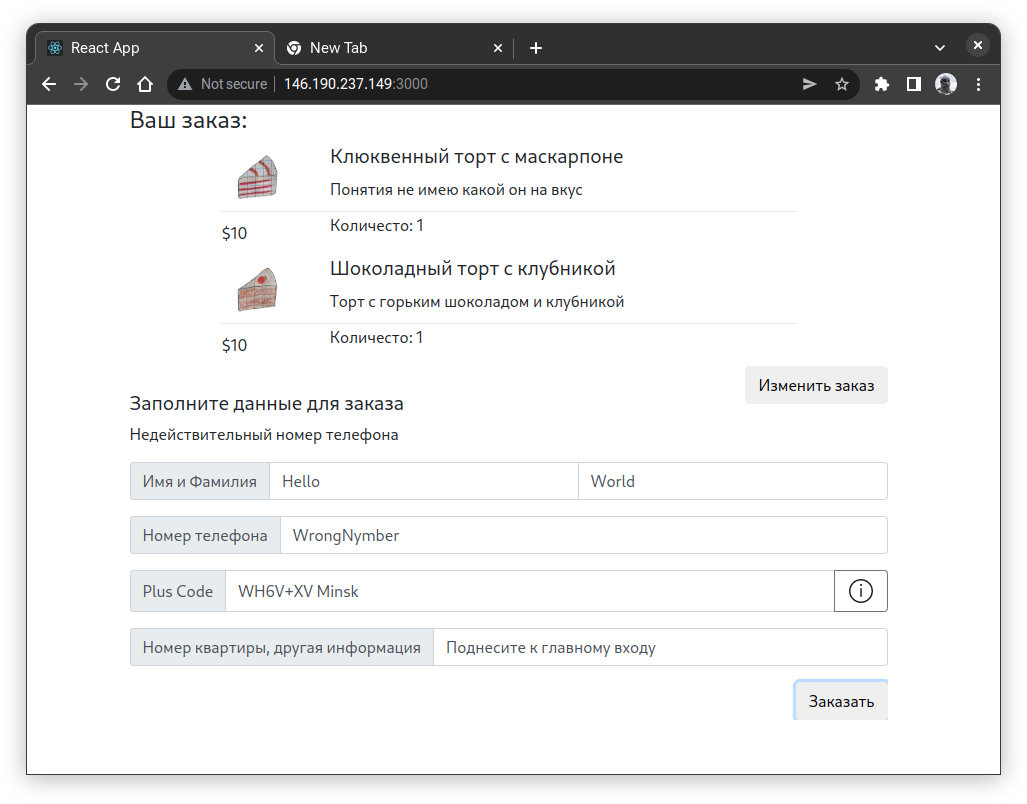 React App
New Tab
Not secure
146.190.237.149:3000
Ваш заказ:
Клюквенный торт с маскарпоне
Понятия не имею какой он на вкус
$10
Количесто: 1
Шоколадный торт с клубникой
Торт с горьким шоколадом и клубникой
$10
Количесто: 1
Изменить заказ
Заполните данные для заказа
Недействительный номер телефона
Имя и Фамилия Hello World
Номер телефона WrongNymber
Plus Code WH6V+XV Minsk
Номер квартиры, другая информация Поднесите к главному входу
Заказать